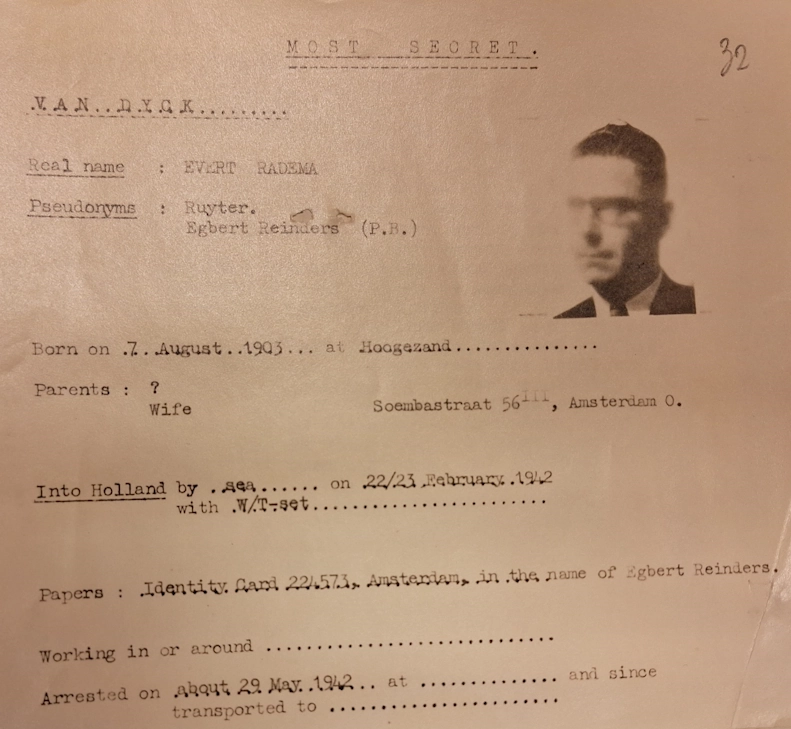 MOST SECRET.
32
VAN DYCK.........
Real name : EVERT RADEMA
Pseudonyms : Ruyter.
Egbert Reinders (P.B.)
Born on .7..August..1903... at Hoogezand...............
Parents : ?
Wife Soembastraat 56III, Amsterdam O.
Into Holland by .sea...... on .22/23.February.1942
with .W/T-set........................
Papers : .Identity.Card.224573,.Amsterdam,.in.the.name of Egbert Reinders.
Working in or around .............................
Arrested on about 29 May.1942... at .............. and since
transported to .......................